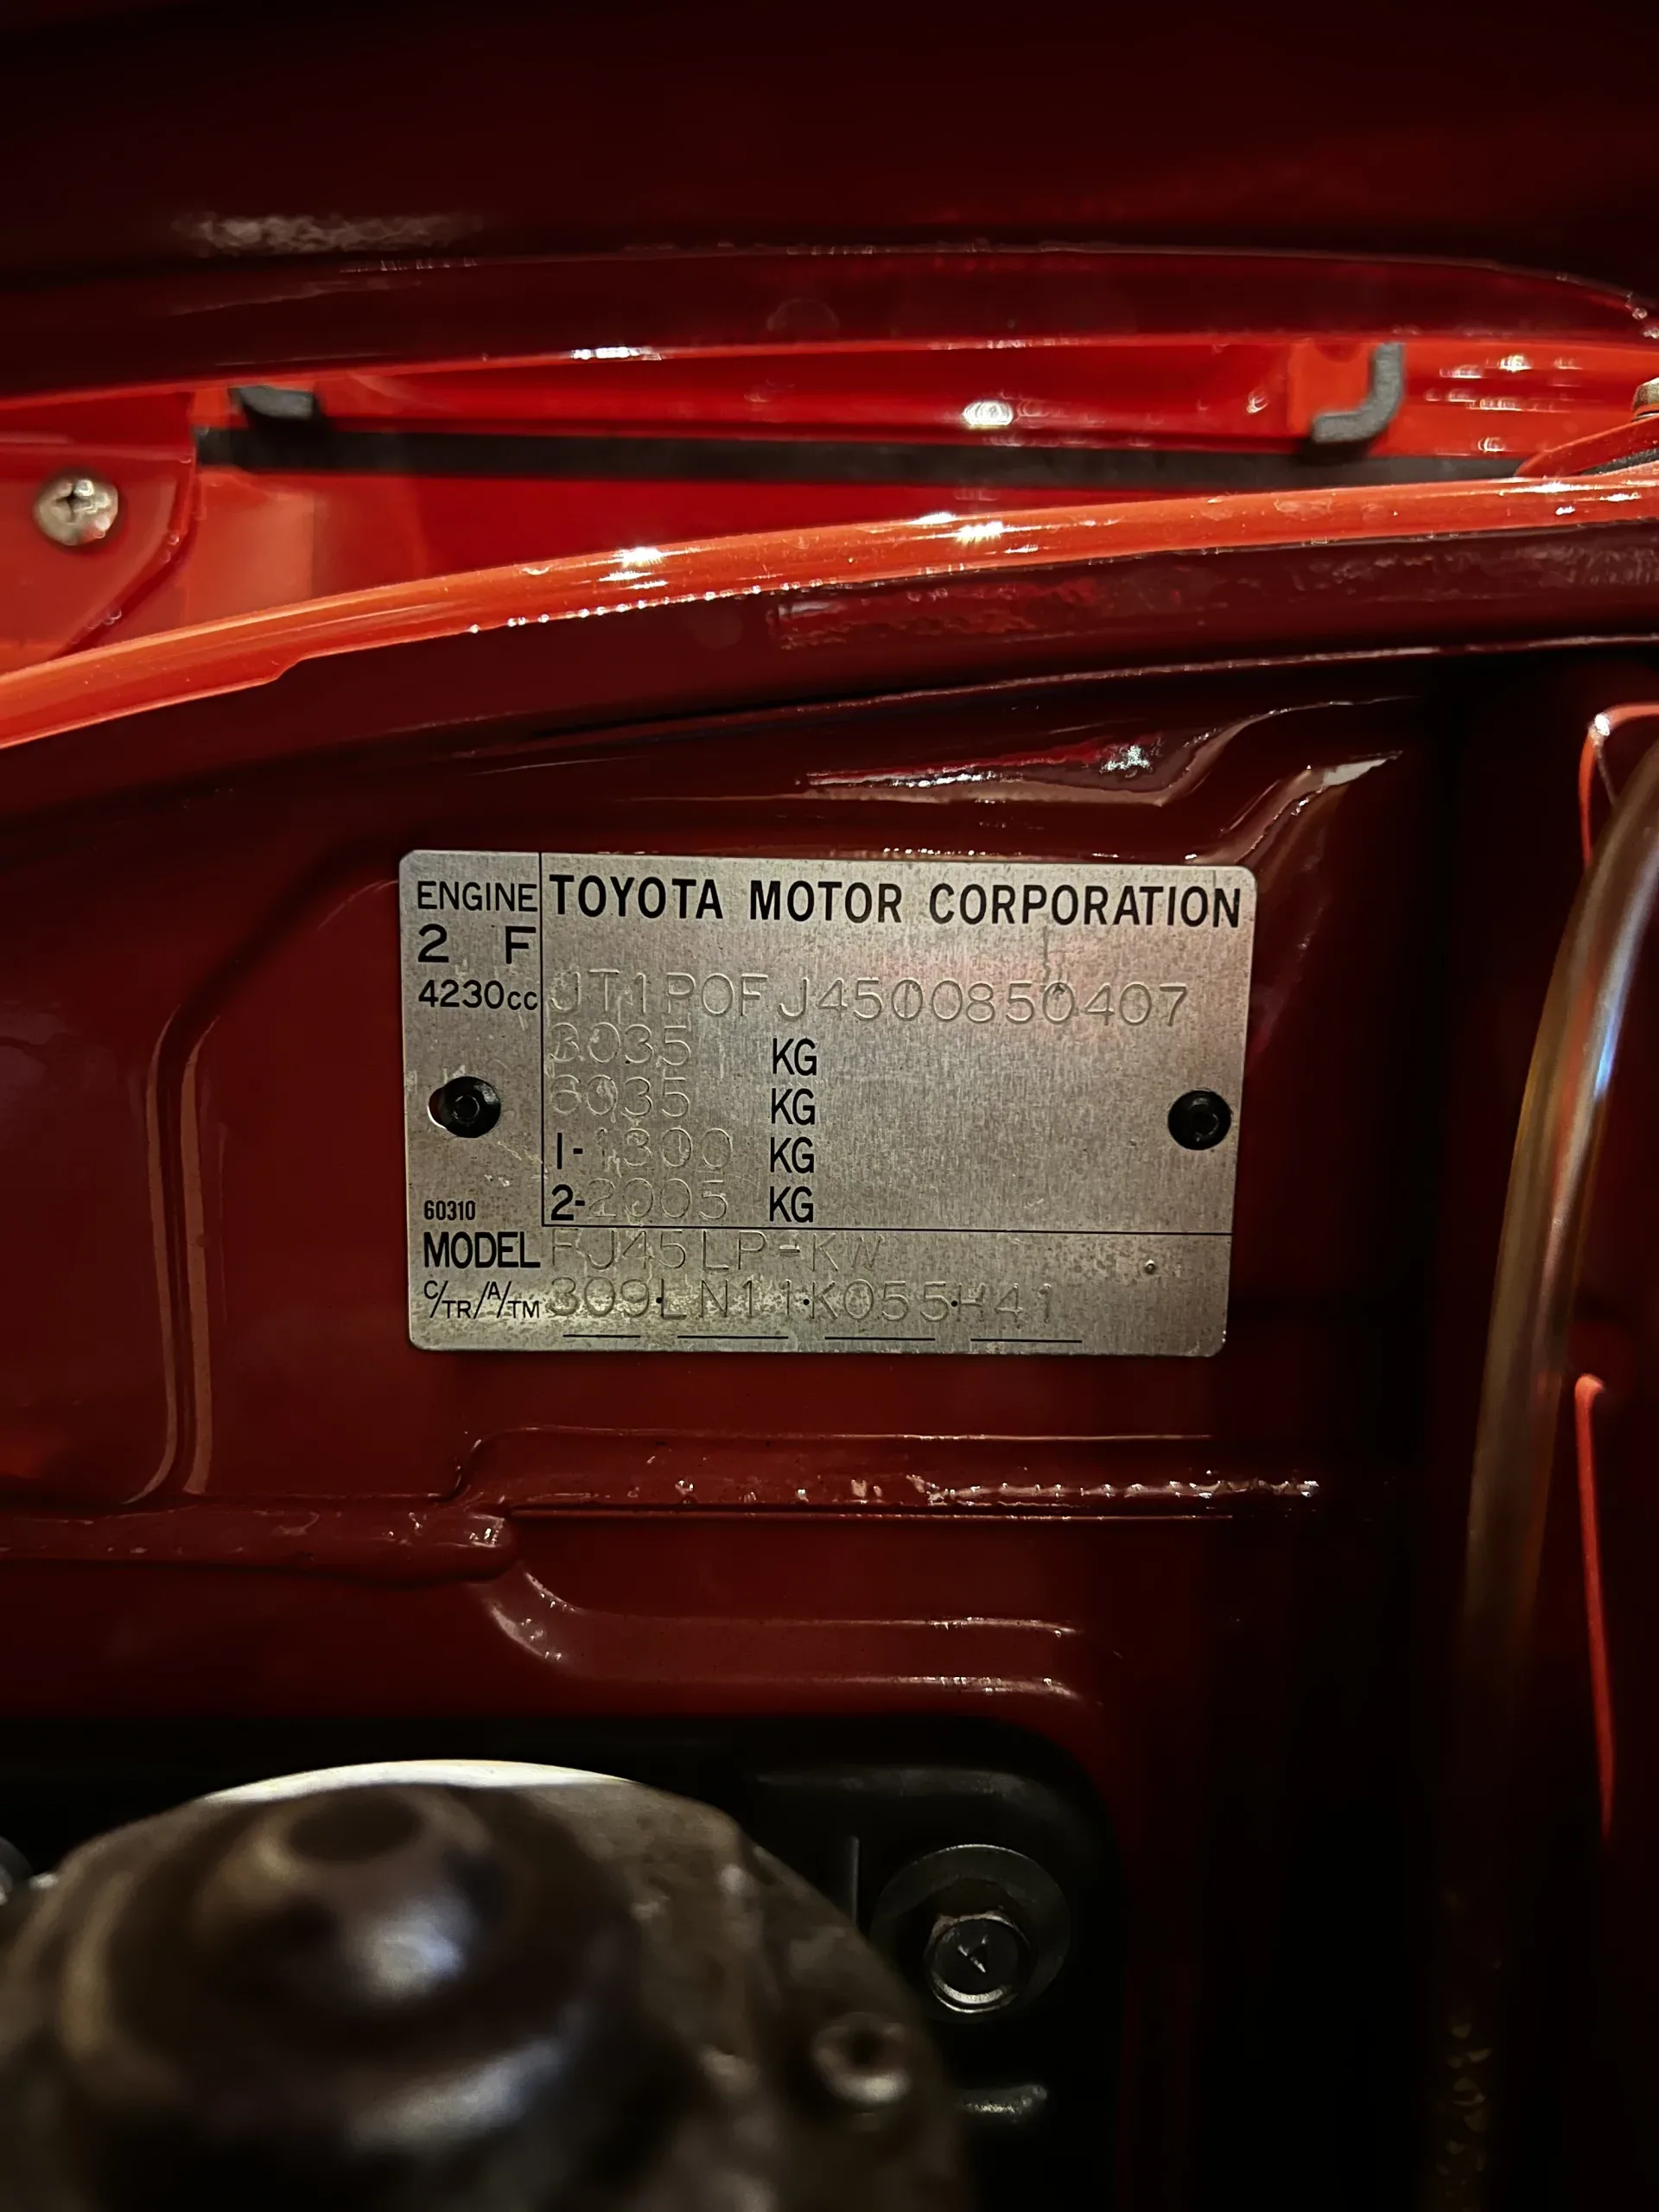 ENGINE TOYOTA MOTOR CORPORATION
2 F
4230cc JT1POFJ4500850407
3035 KG
6035 KG
1-1300 KG
2-2005 KG
60310
MODEL FJ45LP-KW
C/TR/A/TM 309·LN11·K055·H41